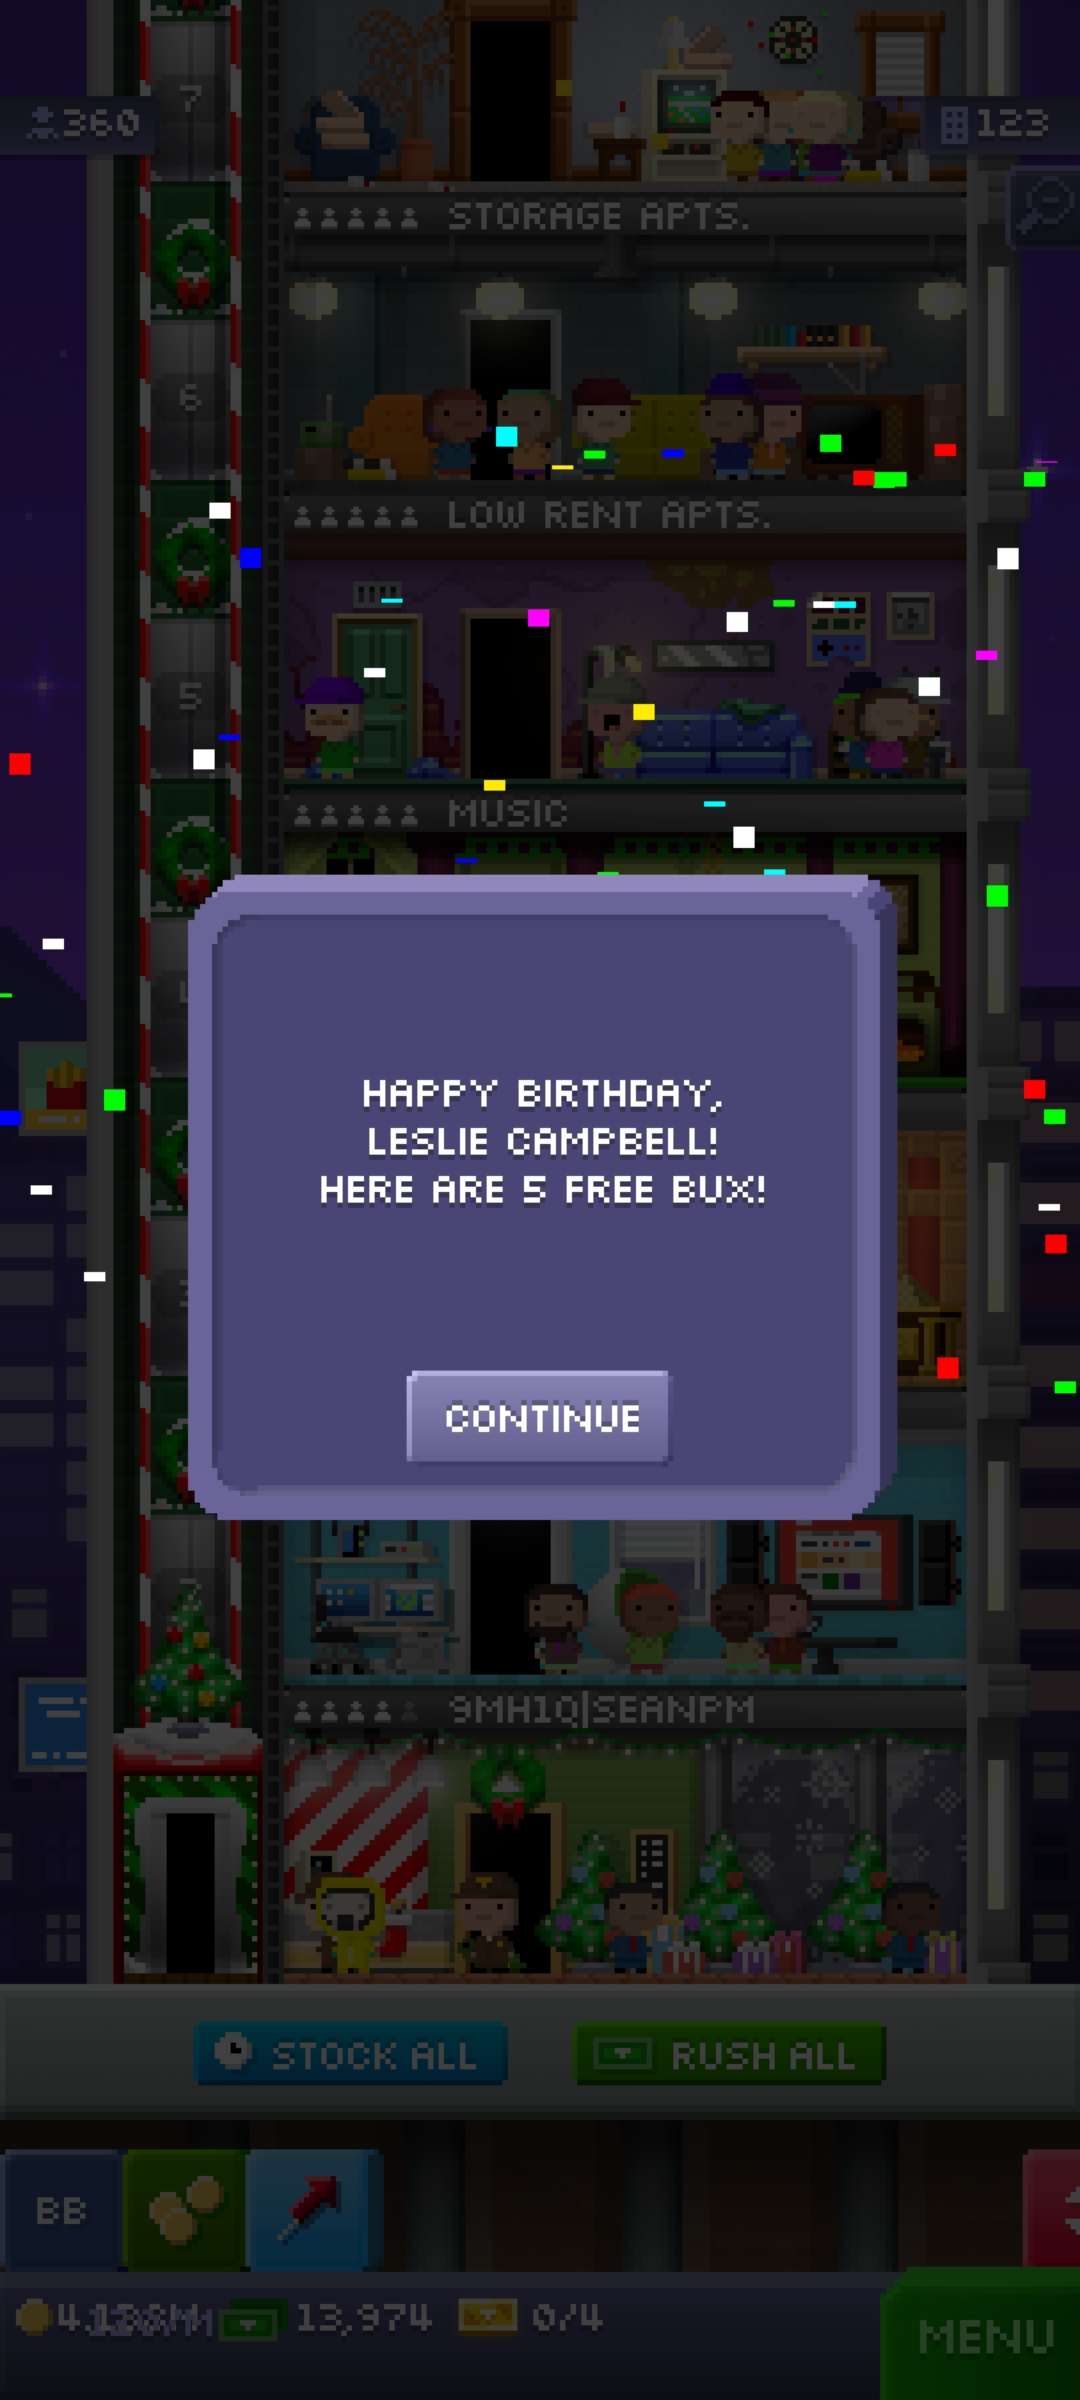 7
360
123
STORAGE APTS.
6
LOW RENT APTS.
5
MUSIC
HAPPY BIRTHDAY,
LESLIE CAMPBELL!
HERE ARE 5 FREE BUX!
CONTINUE
9MH1Q|SEANPM
STOCK ALL
RUSH ALL
BB
13,974
0/4
MENU